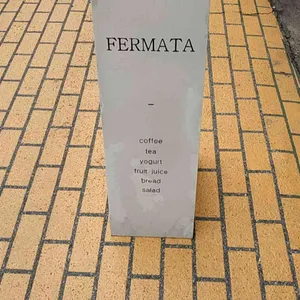 FERMATA
-
coffee
tea
yogurt
fruit juice
bread
salad